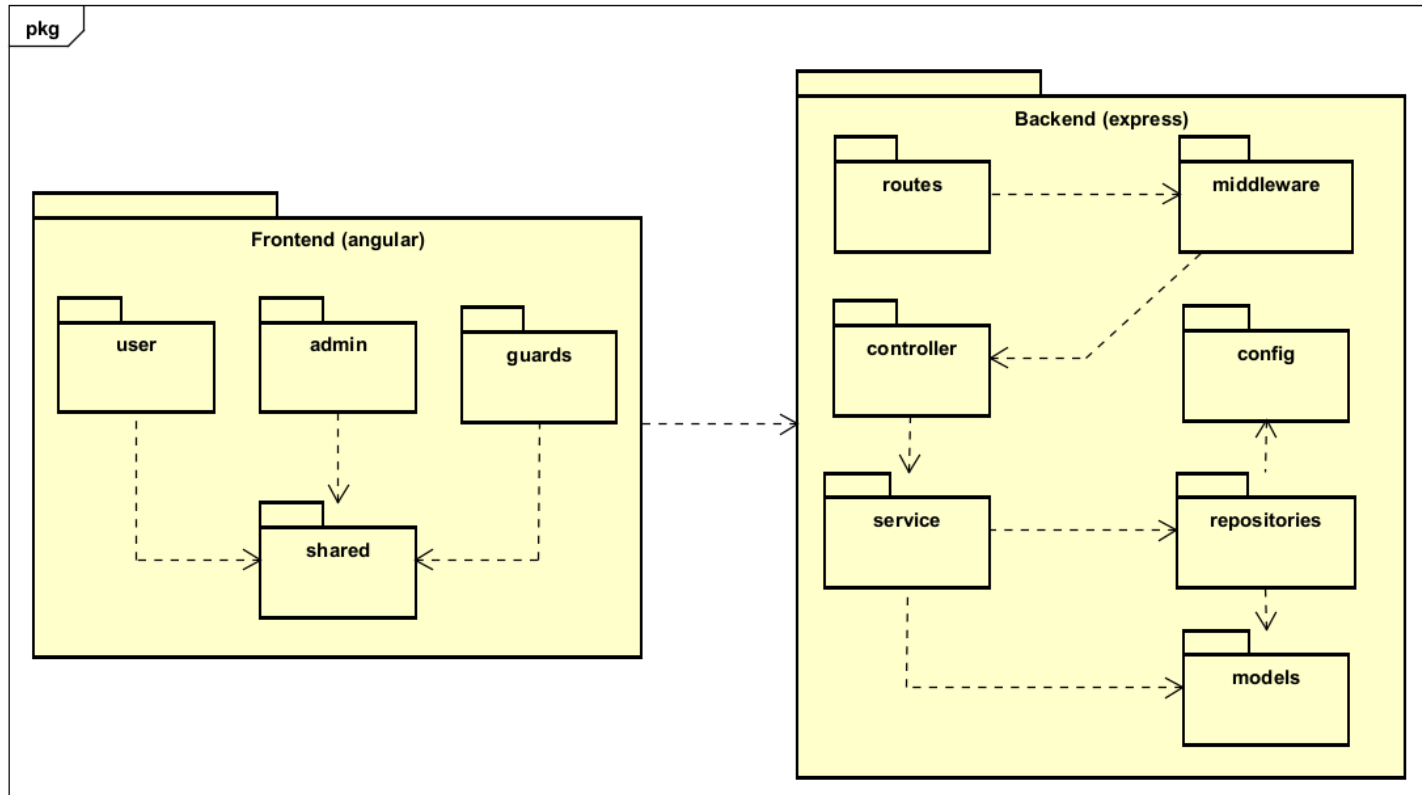 pkg
Frontend (angular)
user
admin
guards
shared
Backend (express)
routes
middleware
controller
config
service
repositories
models